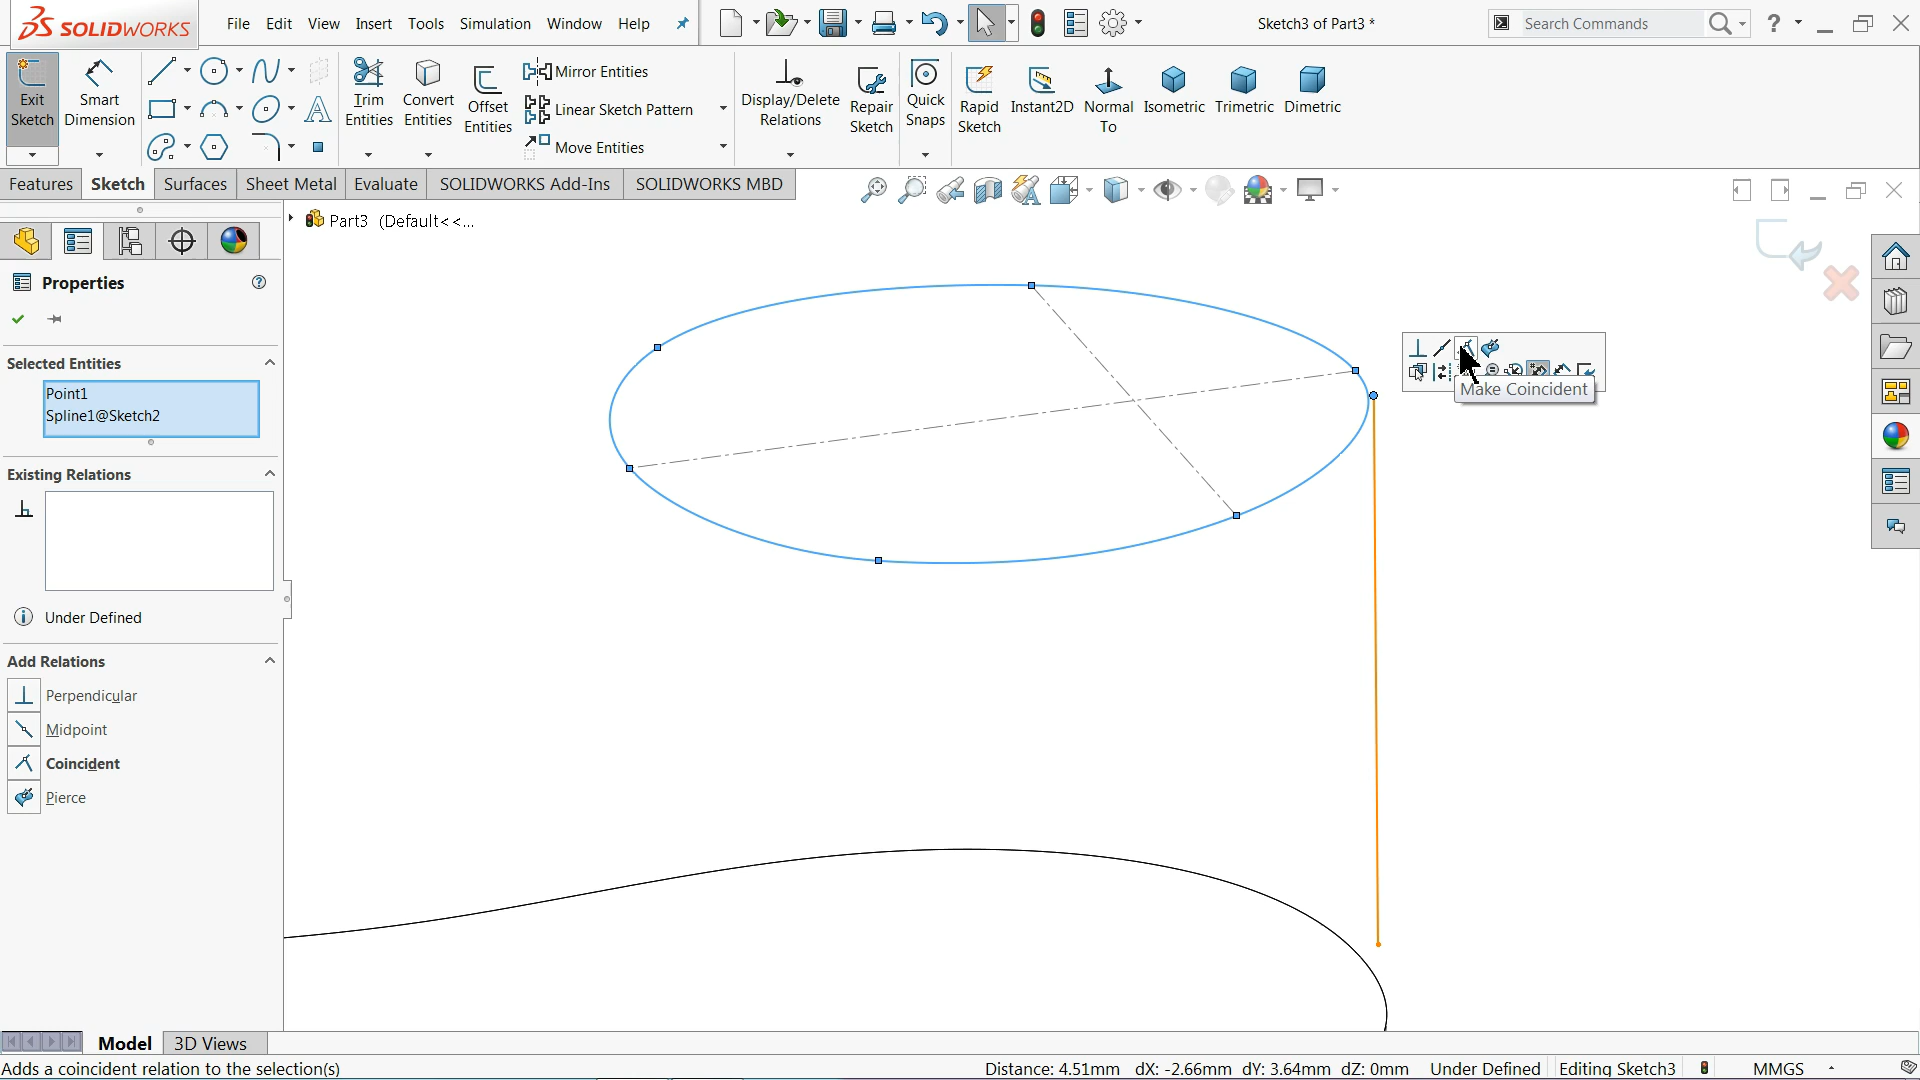 SOLIDWORKS
File Edit View Insert Tools Simulation Window Help
Sketch3 of Part3 *
Search Commands
Exit Sketch
Smart Dimension
Trim Entities
Convert Entities
Offset Entities
Mirror Entities
Linear Sketch Pattern
Move Entities
Display/Delete Relations
Repair Sketch
Quick Snaps
Rapid Sketch
Instant2D
Normal To
Isometric
Trimetric
Dimetric
Features Sketch Surfaces Sheet Metal Evaluate SOLIDWORKS Add-Ins SOLIDWORKS MBD
Part3 (Default<<...
Properties
Selected Entities
Point1
Spline1@Sketch2
Existing Relations
Under Defined
Add Relations
Perpendicular
Midpoint
Coincident
Pierce
Make Coincident
Model 3D Views
Adds a coincident relation to the selection(s)
Distance: 4.51mm dX: -2.66mm dY: 3.64mm dZ: 0mm Under Defined Editing Sketch3 MMGS